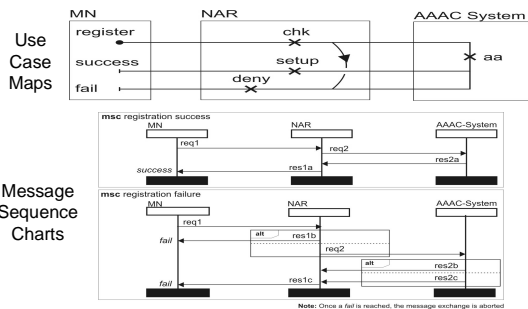 Use
Case
Maps
MN
NAR
AAAC System
register
chk
success
setup
aa
fail
deny
Message
Sequence
Charts
msc registration success
MN
NAR
AAAC-System
req1
req2
res2a
success
res1a
msc registration failure
MN
NAR
AAAC-System
req1
alt
res1b
fail
req2
alt
res2b
res2c
fail
res1c
Note: Once a fail is reached, the message exchange is aborted